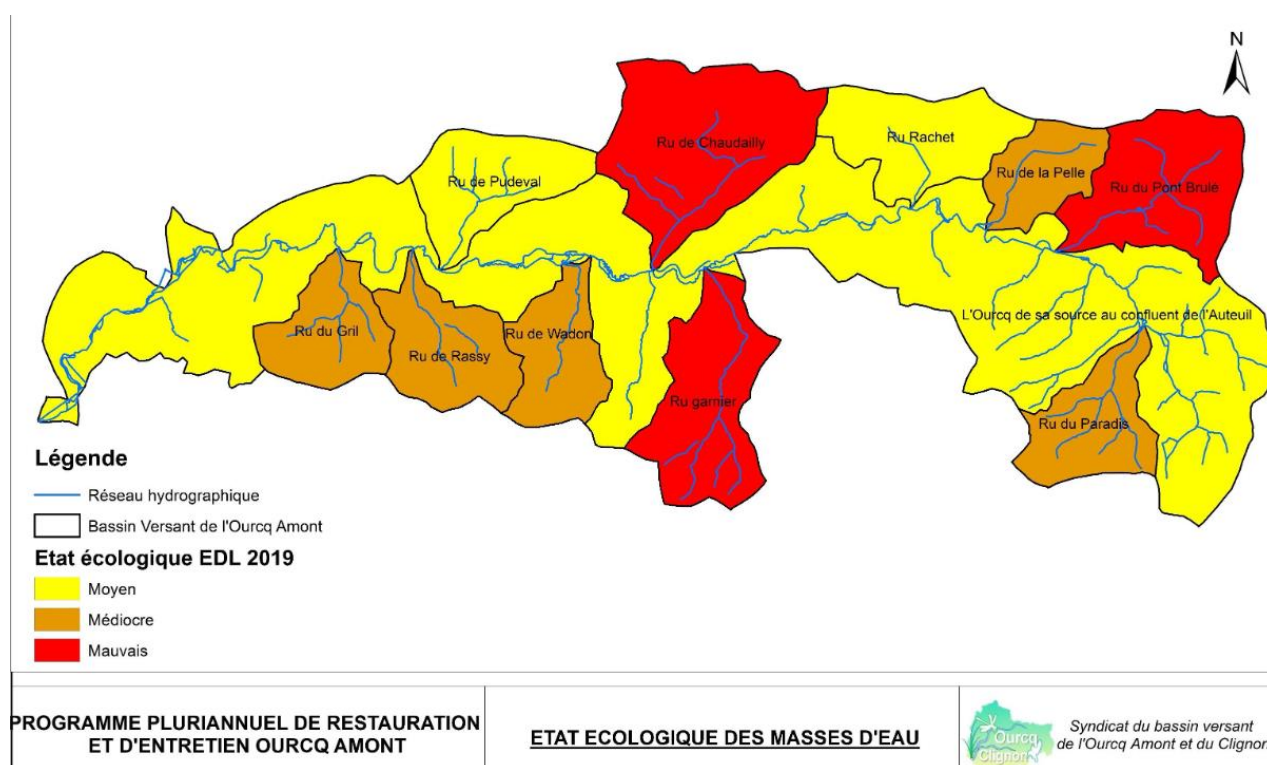 N
Ru de Chaudailly
Ru Rachet
Ru de la Pelle
Ru du Pont Brulé
Ru de Pudeval
L'Ourcq de sa source au confluent de l'Auteuil
Ru du Gril
Ru de Rassy
Ru de Wadon
Ru garnier
Ru du Paradis
Légende
Réseau hydrographique
Bassin Versant de l'Ourcq Amont
Etat écologique EDL 2019
Moyen
Médiocre
Mauvais
PROGRAMME PLURIANNUEL DE RESTAURATION
ET D'ENTRETIEN OURCQ AMONT
ETAT ECOLOGIQUE DES MASSES D'EAU
Ourcq
Clignon
Syndicat du bassin versant
de l'Ourcq Amont et du Clignon